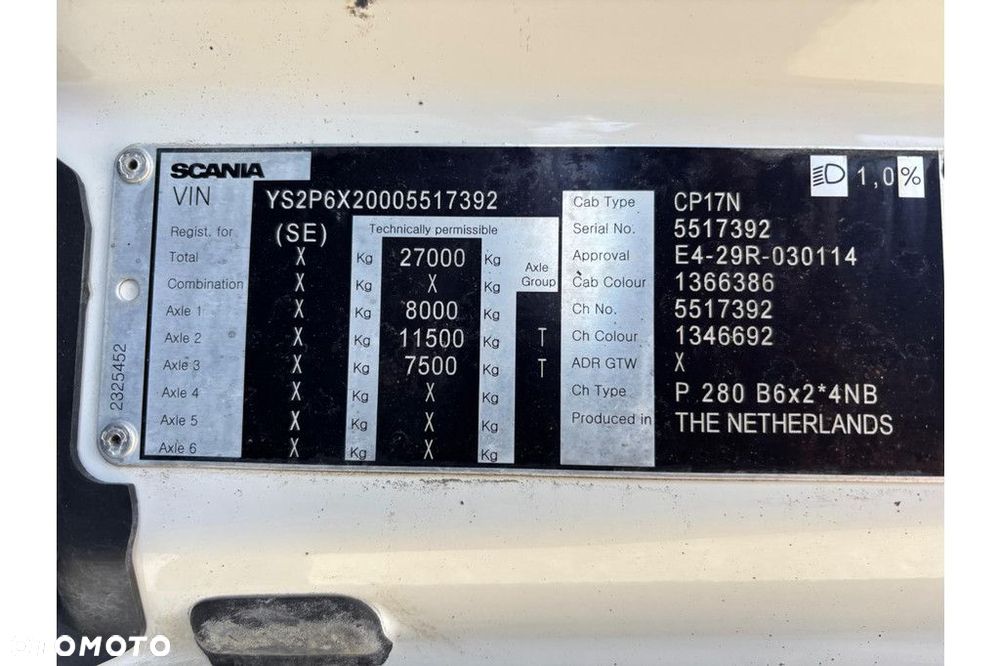 SCANIA
VIN YS2P6X20005517392
Regist. for (SE) Technically permissible
Total X Kg 27000 Kg
Combination X Kg X Kg
Axle Group
Axle 1 X Kg 8000 Kg
Axle 2 X Kg 11500 Kg T
Axle 3 X Kg 7500 Kg T
Axle 4 X Kg X Kg
Axle 5 X Kg X Kg
Axle 6 X Kg X Kg
1,0%
Cab Type CP17N
Serial No. 5517392
Approval E4-29R-030114
Cab Colour 1366386
Ch No. 5517392
Ch Colour 1346692
ADR GTW X
Ch Type P 280 B6x2*4NB
Produced in THE NETHERLANDS
2325452
OTOMOTO